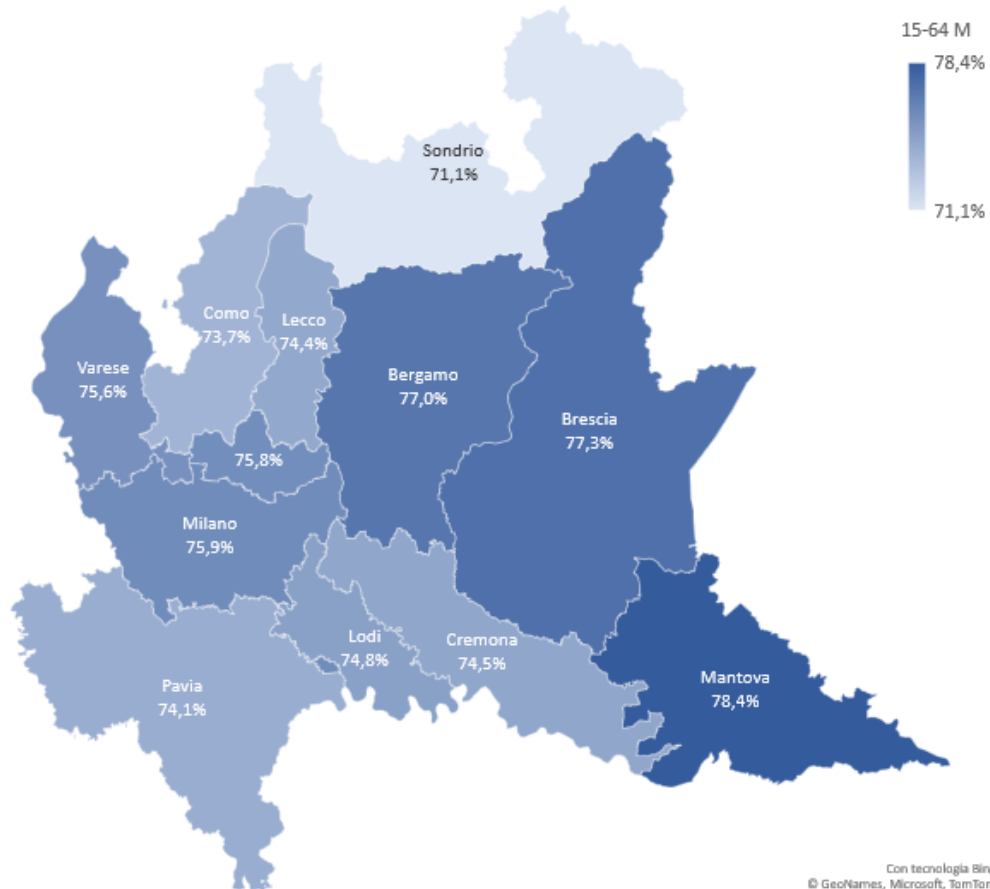 15-64 M
78,4%
71,1%
Sondrio
71,1%
Como
73,7%
Lecco
74,4%
Varese
75,6%
Bergamo
77,0%
Brescia
77,3%
75,8%
Milano
75,9%
Lodi
74,8%
Cremona
74,5%
Pavia
74,1%
Mantova
78,4%
Con tecnologia Bin
© GeoNames, Microsoft, TomTor